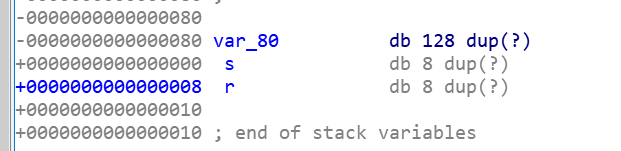 -0000000000000080
-0000000000000080 var_80 db 128 dup(?)
+0000000000000000 s db 8 dup(?)
+0000000000000008 r db 8 dup(?)
+0000000000000010
+0000000000000010 ; end of stack variables